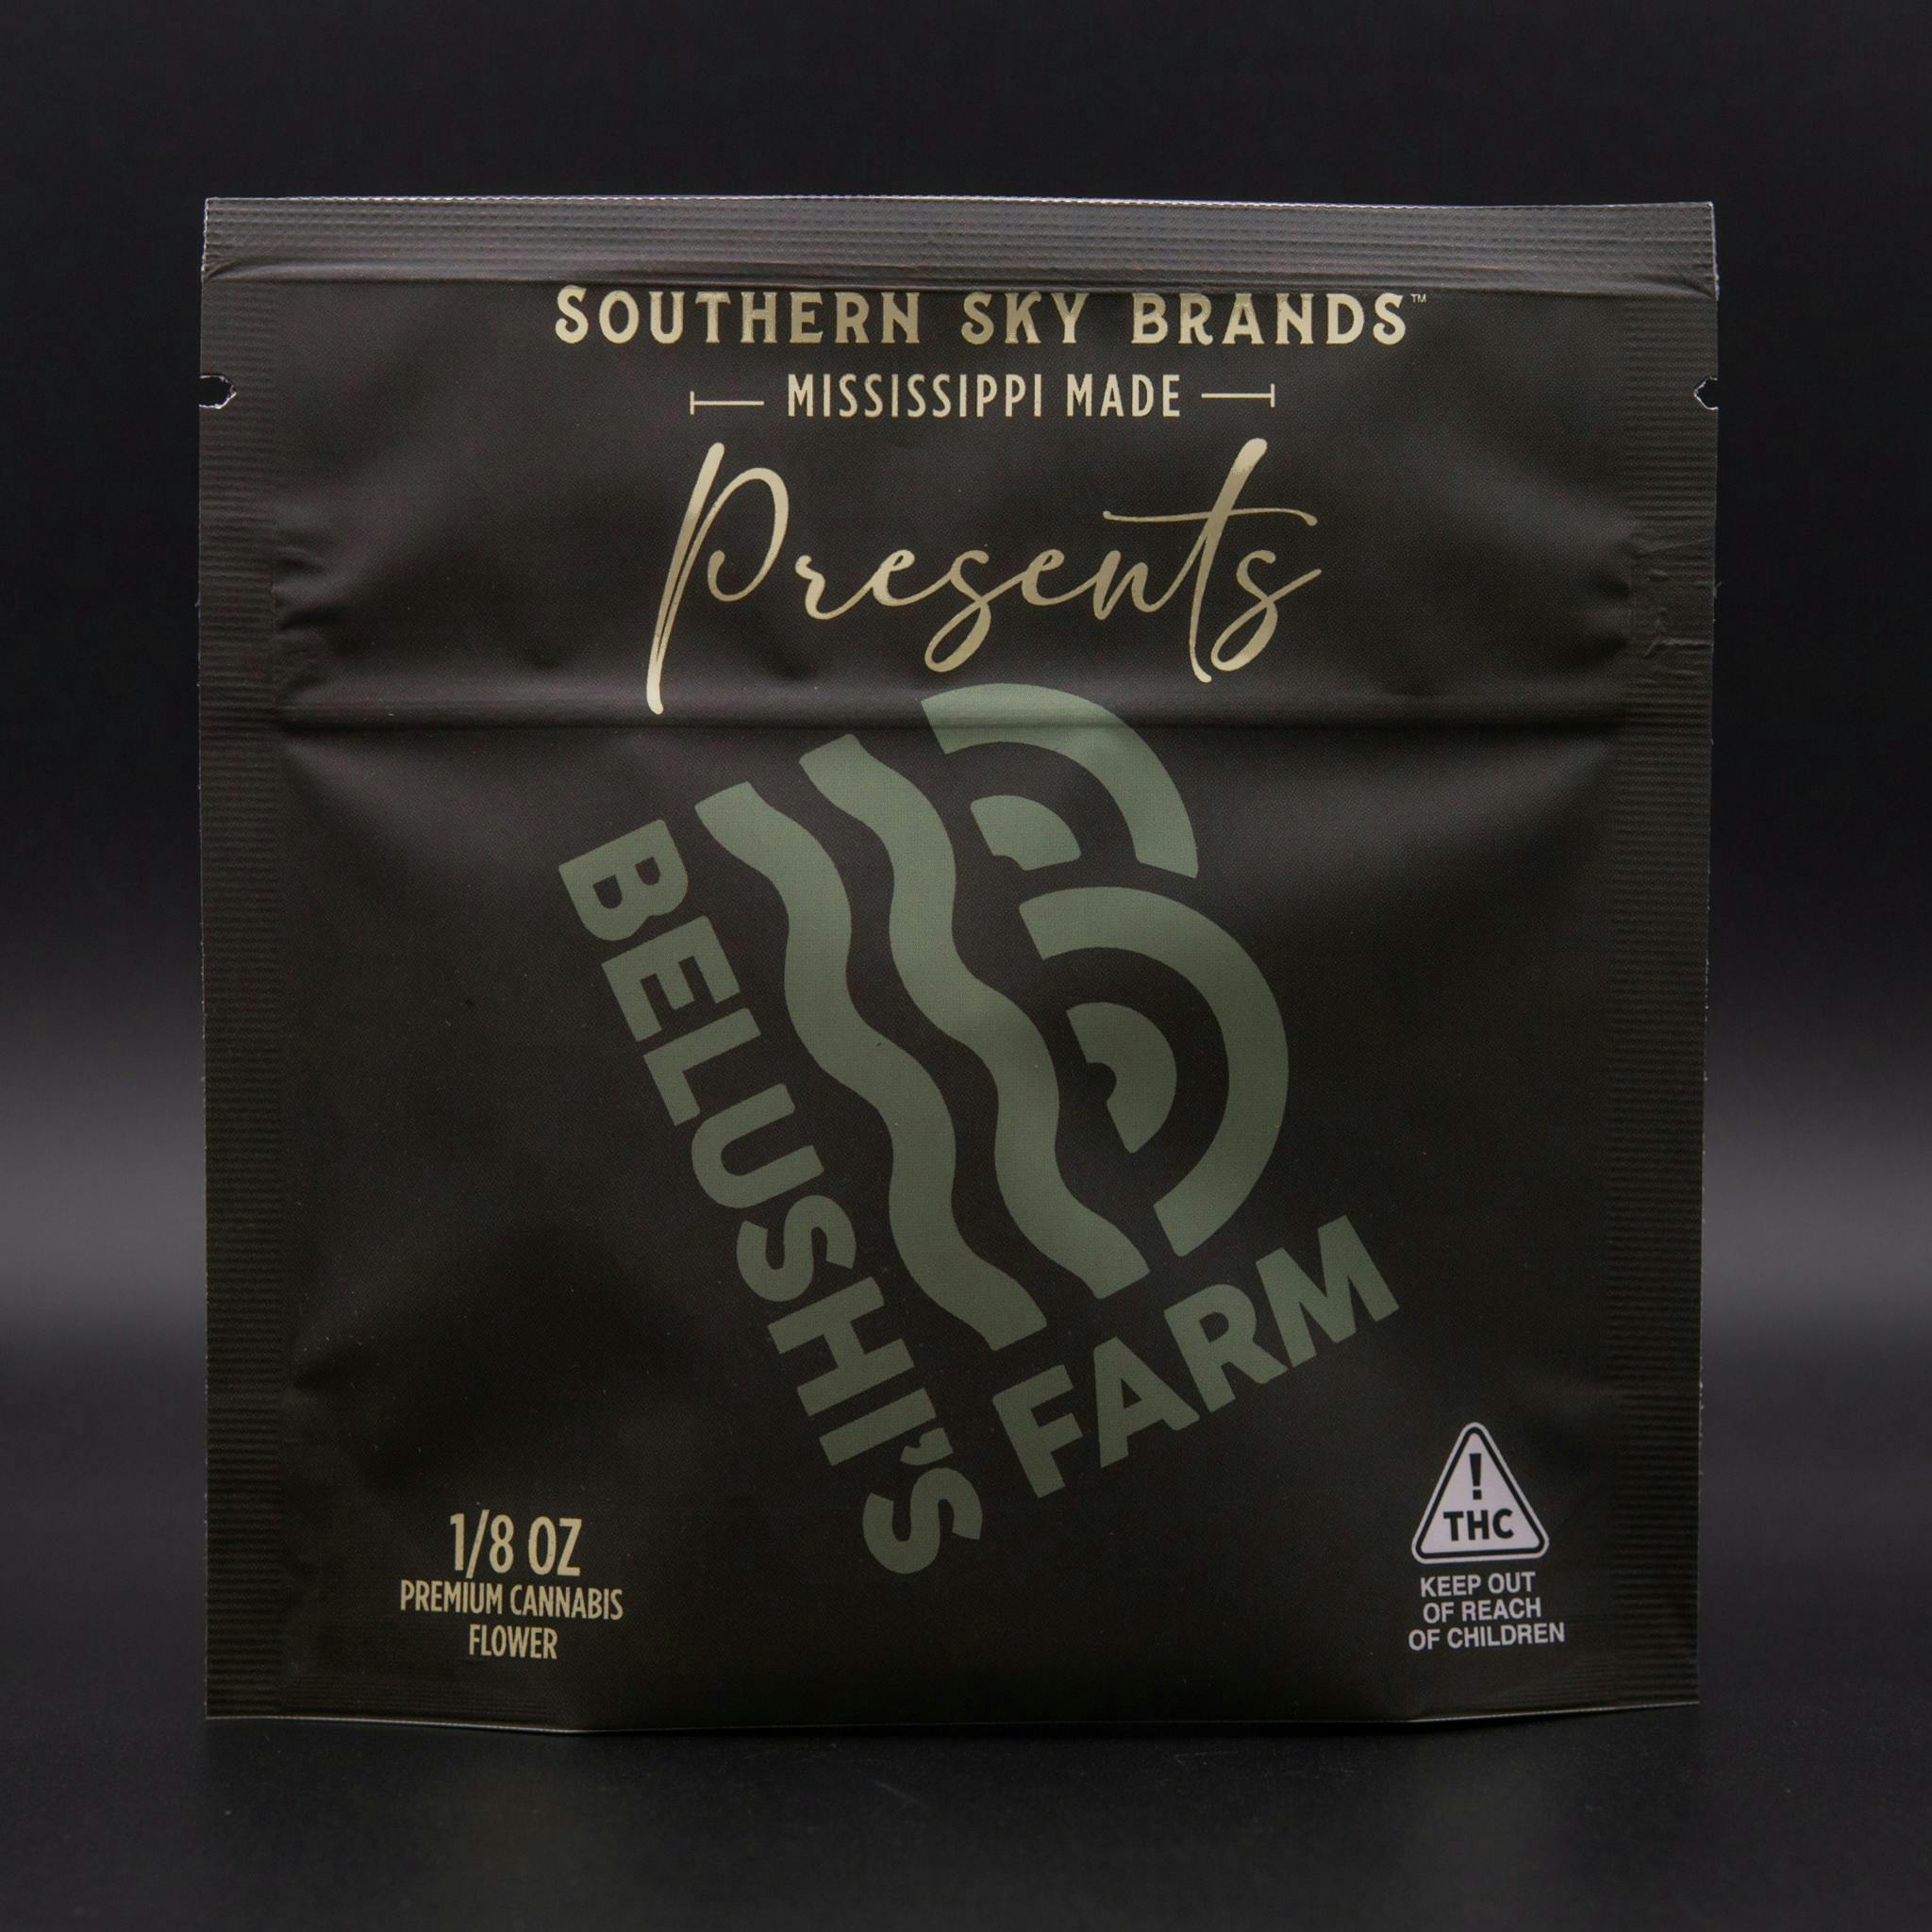 SOUTHERN SKY BRANDS™
MISSISSIPPI MADE
Presents
BELUSHI'S
FARM
1/8 OZ
PREMIUM CANNABIS
FLOWER
!
THC
KEEP OUT
OF REACH
OF CHILDREN